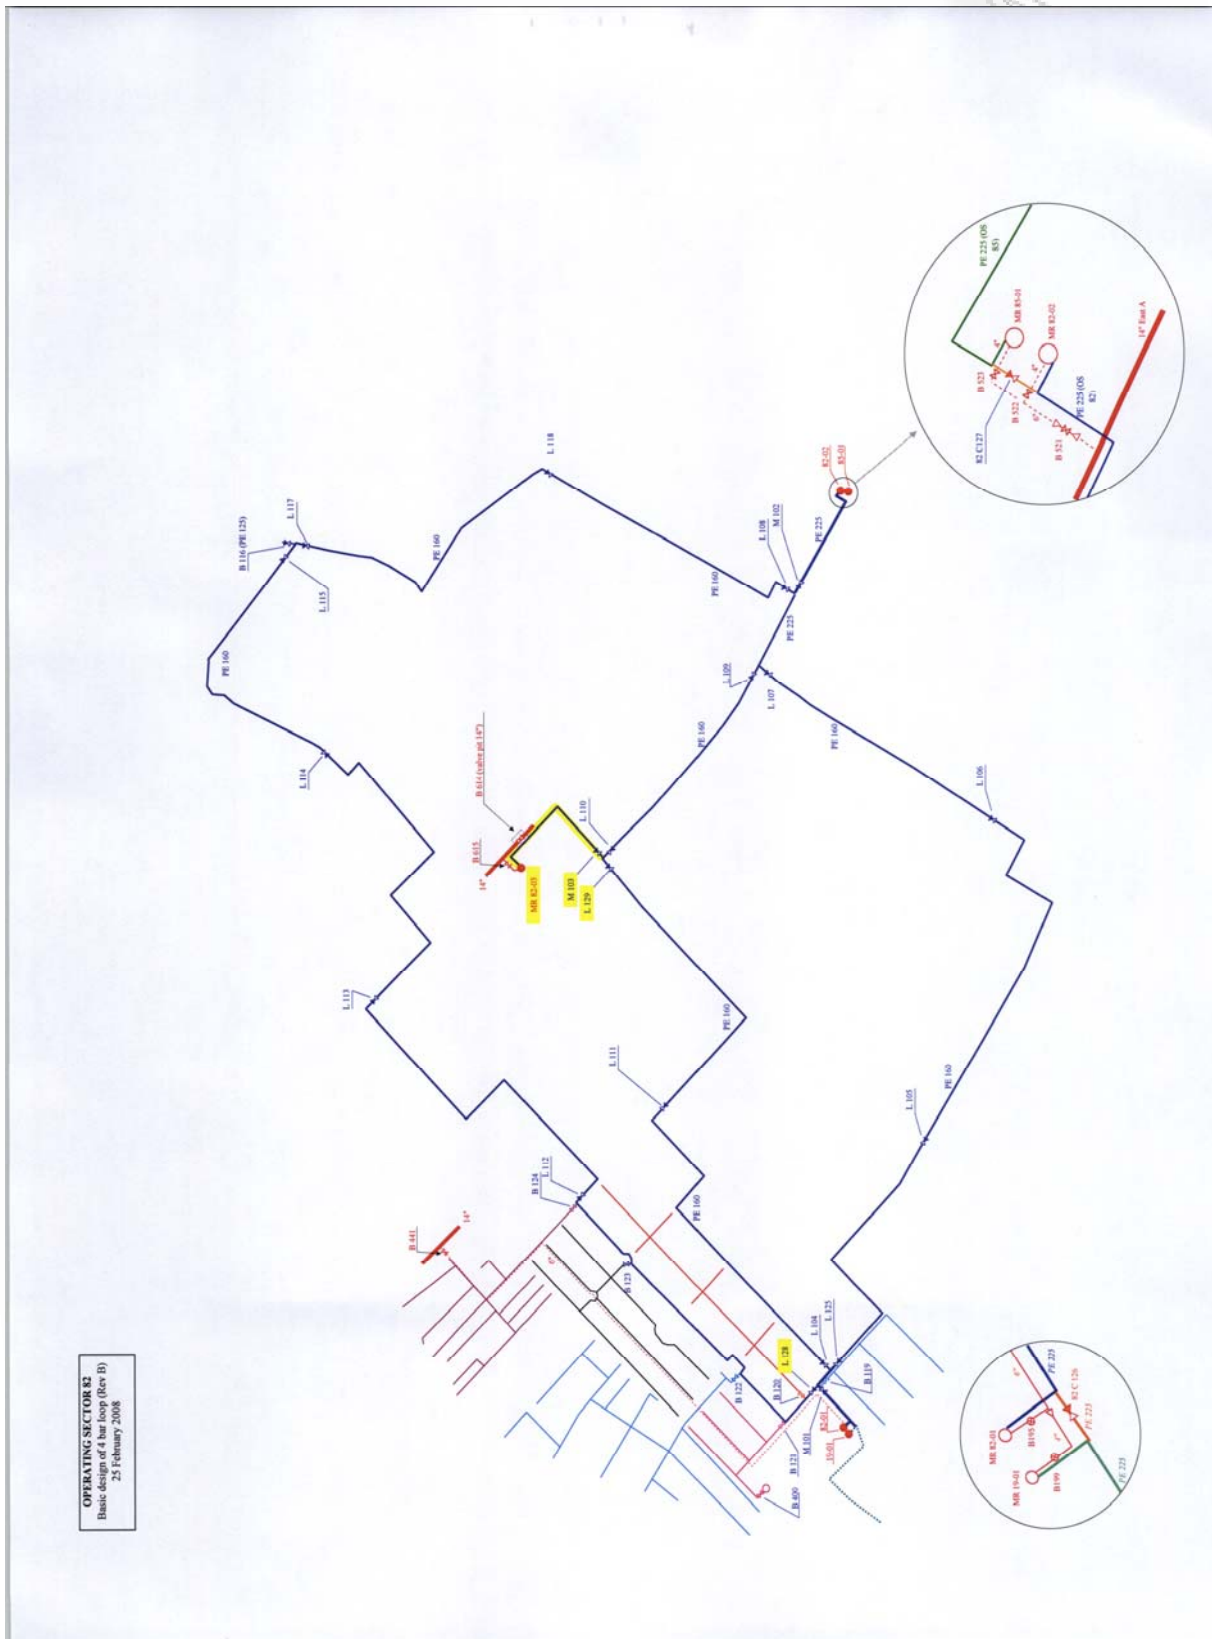 OPERATING SECTOR 82
Basic design of 4 bar loop (Rev B)
25 February 2008
B 441
14"
6"
B 124
L 112
B 123
B 122
B 120
L 128
B 121
M 101
B 400
82-01
19-01
B 119
L 104
L 125
PE 160
L 111
PE 160
L 113
L 114
PE 160
L 115
B 116 (PE 125)
L 117
PE 160
L 118
PE 160
L 108
M 102
PE 225
82-02
85-01
PE 225
L 109
L 107
PE 160
PE 160
L 106
L 105
PE 160
L 110
M 103
L 129
MR 82-03
B 615
14"
B 614 (valve pit 14")
MR 82-01
B195
MR 19-01
B199
6"
4"
PE 225
82 C 126
PE 225
PE 225
PE 225 (OS
85)
MR 85-01
4"
MR 82-02
4"
B 523
B 522
6"
82 C127
B 521
PE 225 (OS
82)
14" East A